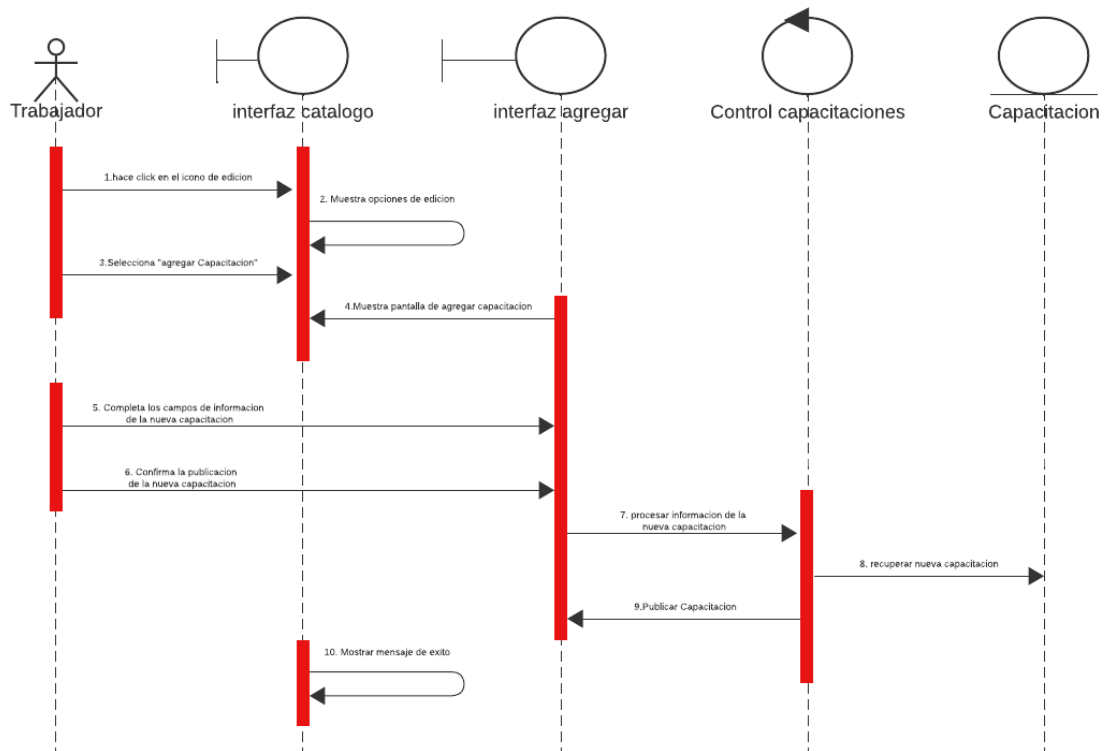 Trabajador
interfaz catalogo
interfaz agregar
Control capacitaciones
Capacitacion
1.hace click en el icono de edicion
2. Muestra opciones de edicion
3.Selecciona "agregar Capacitacion"
4.Muestra pantalla de agregar capacitacion
5. Completa los campos de informacion
de la nueva capacitacion
6. Confirma la publicacion
de la nueva capacitacion
7. procesar informacion de la
nueva capacitacion
8. recuperar nueva capacitacion
9.Publicar Capacitacion
10. Mostrar mensaje de exito